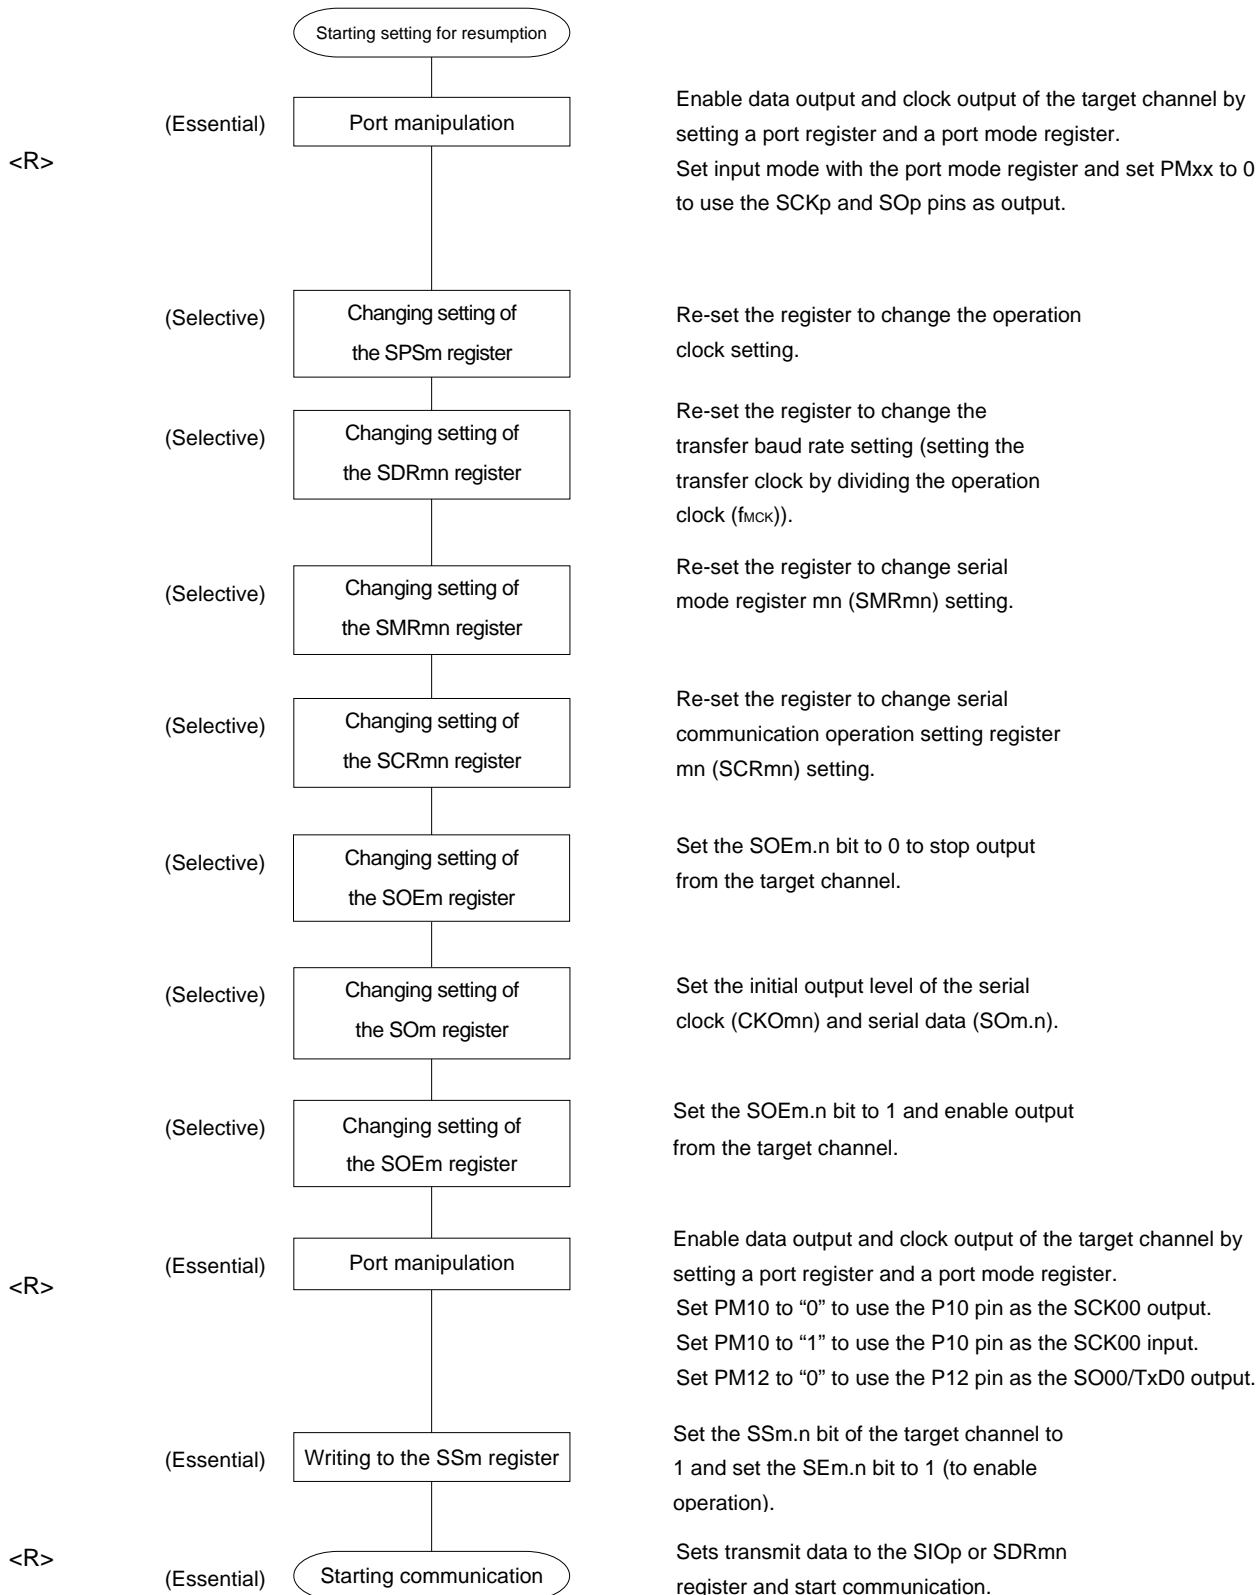 Starting setting for resumption
(Essential)
Port manipulation
Enable data output and clock output of the target channel by
setting a port register and a port mode register.
<R>
Set input mode with the port mode register and set PMxx to 0
to use the SCKp and SOp pins as output.
(Selective)
Changing setting of
the SPSm register
Re-set the register to change the operation
clock setting.
(Selective)
Changing setting of
the SDRmn register
Re-set the register to change the
transfer baud rate setting (setting the
transfer clock by dividing the operation
clock (fMCK)).
(Selective)
Changing setting of
the SMRmn register
Re-set the register to change serial
mode register mn (SMRmn) setting.
(Selective)
Changing setting of
the SCRmn register
Re-set the register to change serial
communication operation setting register
mn (SCRmn) setting.
(Selective)
Changing setting of
the SOEm register
Set the SOEm.n bit to 0 to stop output
from the target channel.
(Selective)
Changing setting of
the SOm register
Set the initial output level of the serial
clock (CKOmn) and serial data (SOm.n).
(Selective)
Changing setting of
the SOEm register
Set the SOEm.n bit to 1 and enable output
from the target channel.
(Essential)
Port manipulation
<R>
Enable data output and clock output of the target channel by
setting a port register and a port mode register.
Set PM10 to “0” to use the P10 pin as the SCK00 output.
Set PM10 to “1” to use the P10 pin as the SCK00 input.
Set PM12 to “0” to use the P12 pin as the SO00/TxD0 output.
(Essential)
Writing to the SSm register
Set the SSm.n bit of the target channel to
1 and set the SEm.n bit to 1 (to enable
operation).
<R>
(Essential)
Starting communication
Sets transmit data to the SIOp or SDRmn
register and start communication.